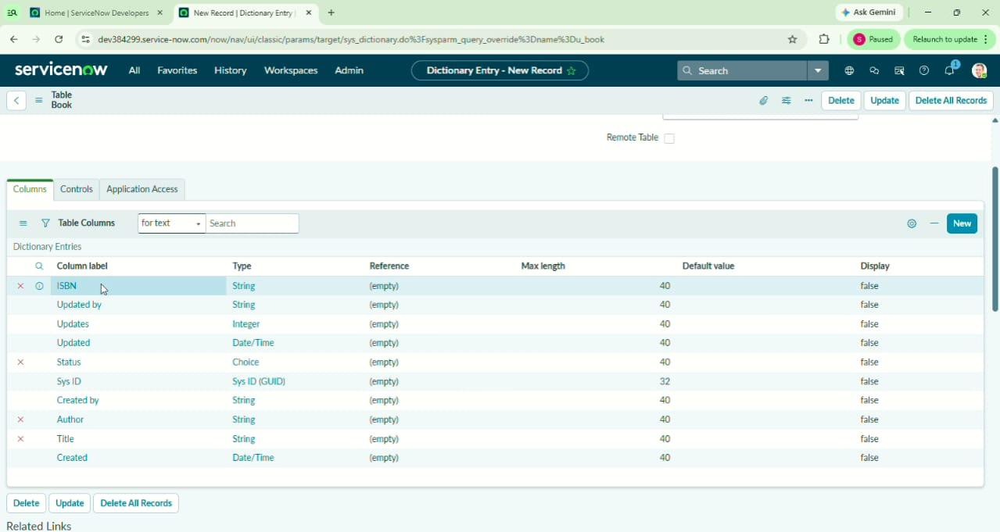 Home | ServiceNow Developers
New Record | Dictionary Entry |
Ask Gemini
dev384299.service-now.com/now/nav/ui/classic/params/target/sys_dictionary.do%3Fsysparm_query_override%3Dname%3Du_book
S Paused
Relaunch to update
servicenow All Favorites History Workspaces Admin
Dictionary Entry - New Record
Search
1
Table
Book
Delete Update Delete All Records
Remote Table
Columns Controls Application Access
Table Columns for text Search New
Dictionary Entries
Column label Type Reference Max length Default value Display
ISBN String (empty) 40 false
Updated by String (empty) 40 false
Updates Integer (empty) 40 false
Updated Date/Time (empty) 40 false
Status Choice (empty) 40 false
Sys ID Sys ID (GUID) (empty) 32 false
Created by String (empty) 40 false
Author String (empty) 40 false
Title String (empty) 40 false
Created Date/Time (empty) 40 false
Delete Update Delete All Records
Related Links